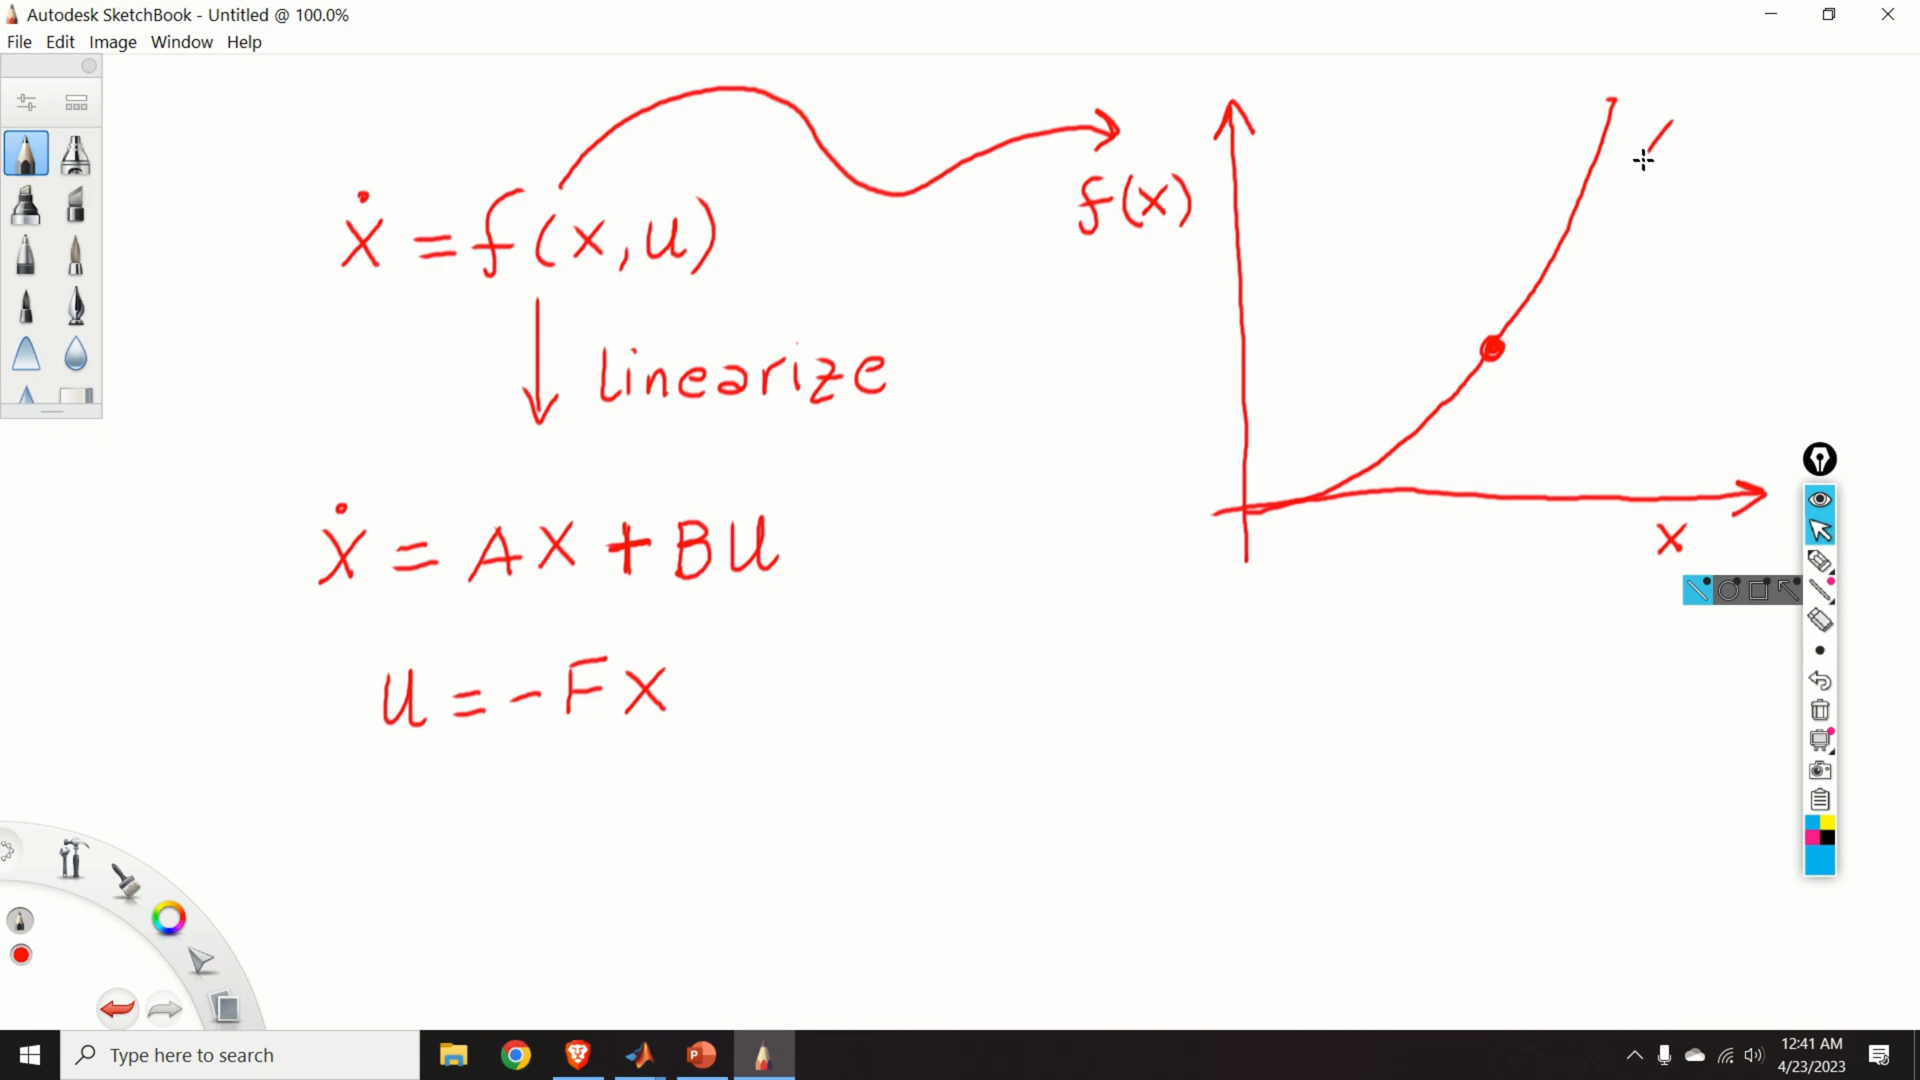 Autodesk SketchBook - Untitled @ 100.0%
File Edit Image Window Help
ẋ = f(x,u)
f(x)
linearize
ẋ = Ax + Bu
x
u = -Fx
Type here to search
12:41 AM
4/23/2023